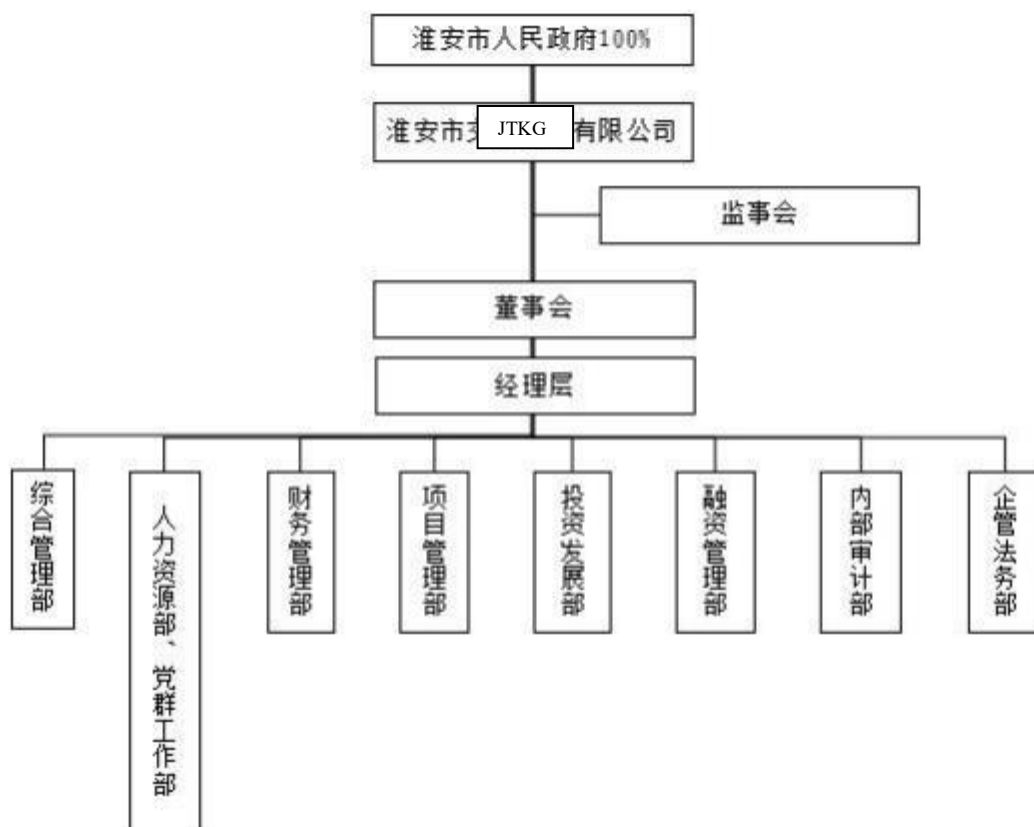 淮安市人民政府100%
淮安市 JTKG 有限公司
监事会
董事会
经理层
综合管理部
人力资源部、党群工作部
财务管理部
项目管理部
投资发展部
融资管理部
内部审计部
企管法务部